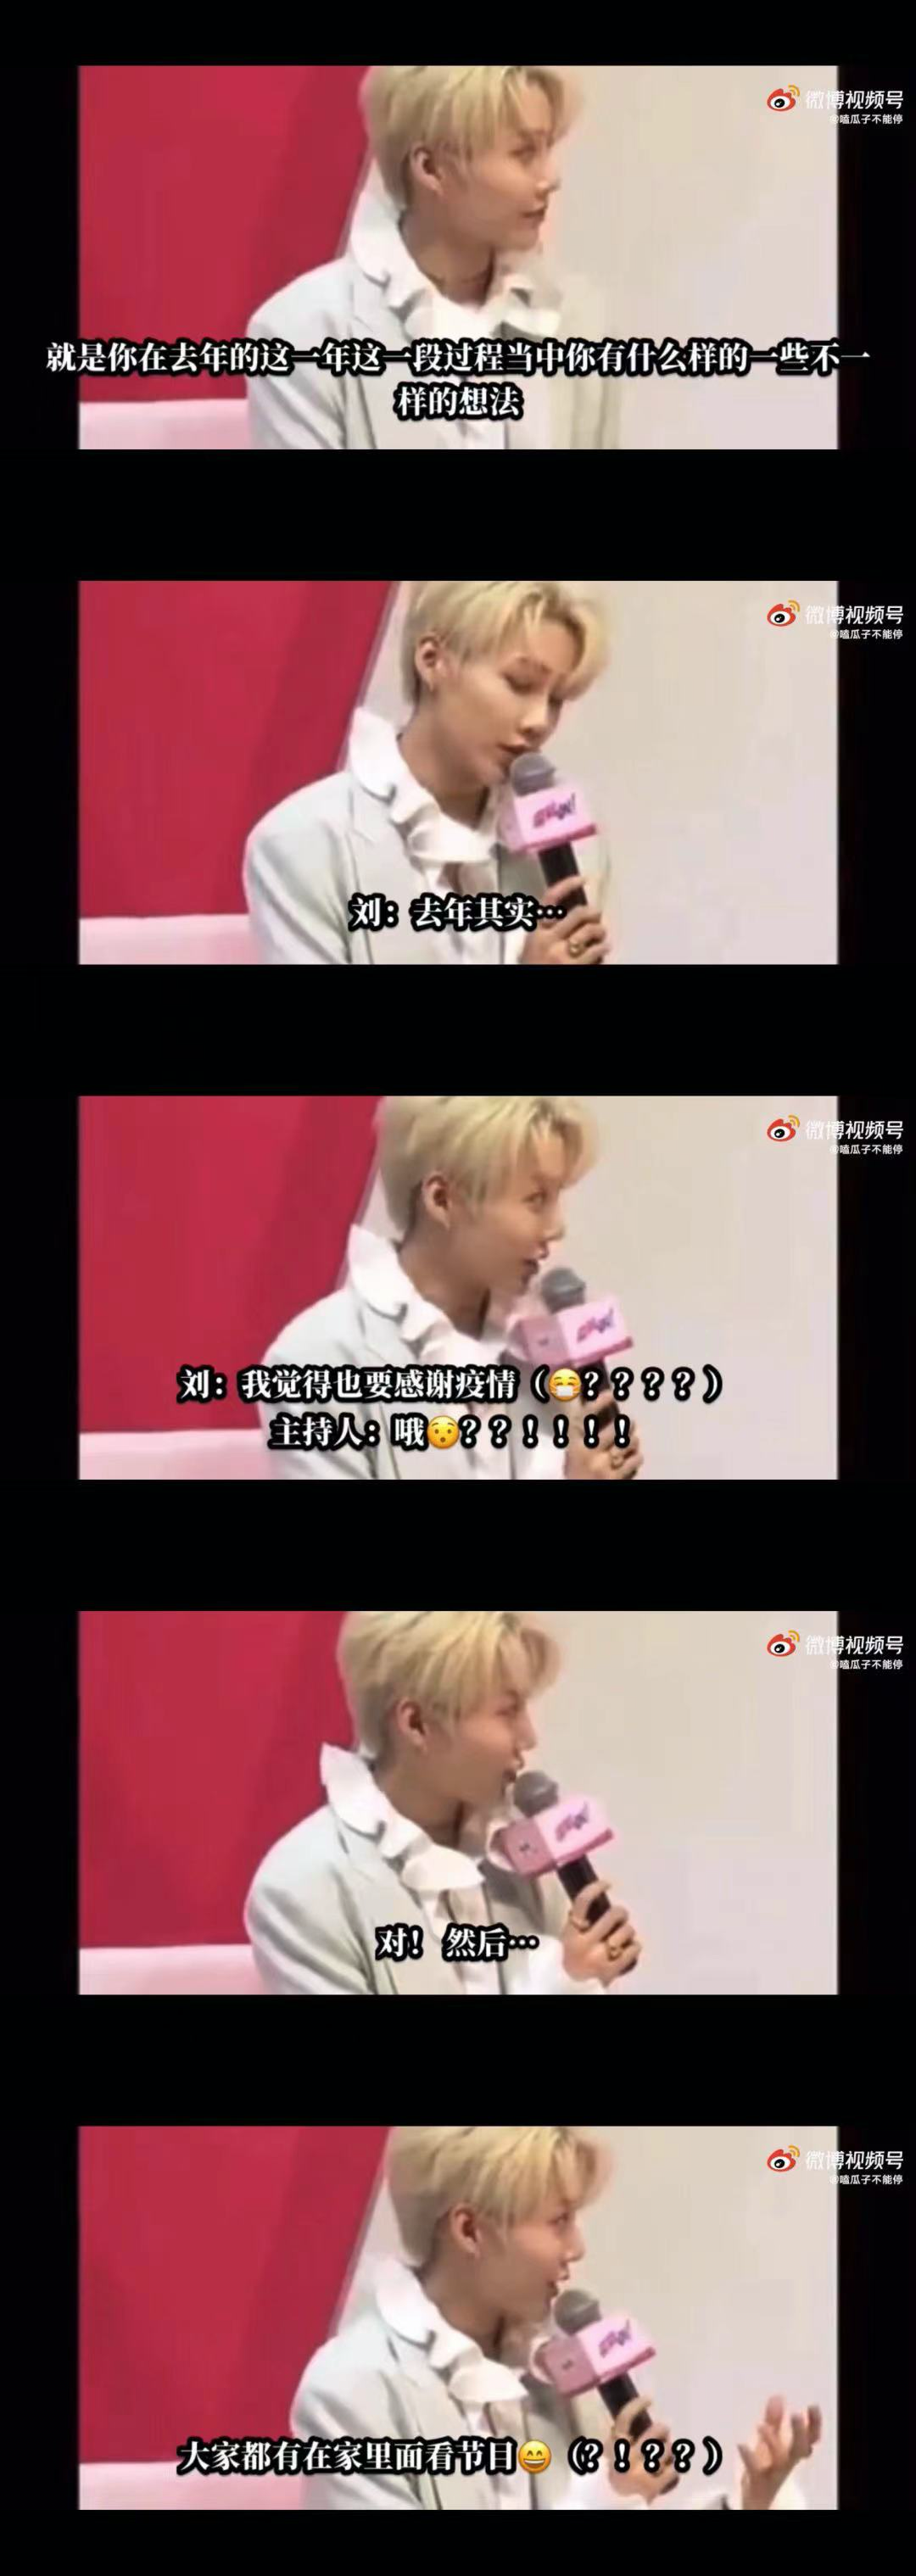 微博视频号
@嗑瓜子不能停
就是你在去年的这一年这一段过程当中你有什么样的一些不一
样的想法
微博视频号
@嗑瓜子不能停
刘：去年其实…
微博视频号
@嗑瓜子不能停
刘：我觉得也要感谢疫情（😷？？？？）
主持人：哦😯？？！！！！
微博视频号
@嗑瓜子不能停
对！ 然后…
微博视频号
@嗑瓜子不能停
大家都有在家里面看节目😄（？！？？）